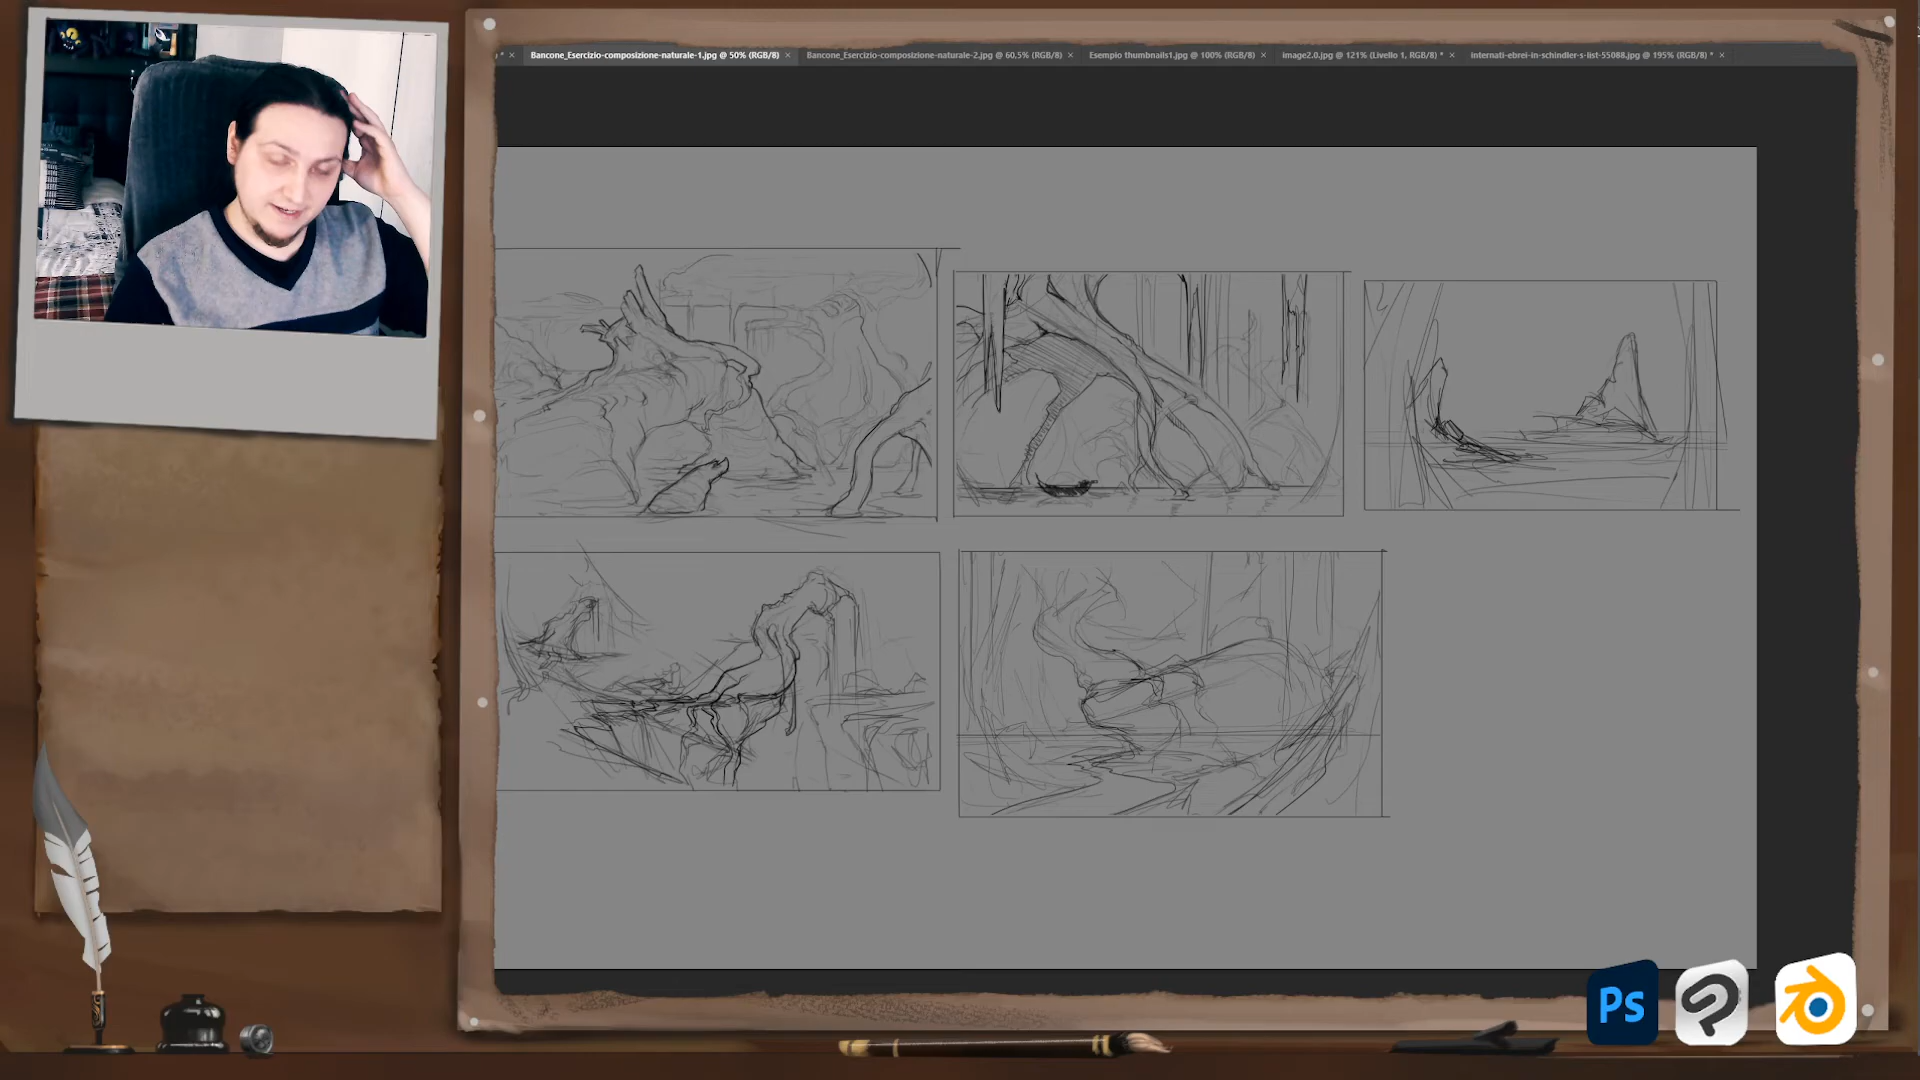 Bancone_Esercizio-composizione-naturale-1.jpg @ 50% (RGB/8) ×
Bancone_Esercizio-composizione-naturale-2.jpg @ 60,5% (RGB/8) ×
Esempio thumbnails1.jpg @ 100% (RGB/8) ×
image2.0.jpg @ 121% (Livello 1, RGB/8) * ×
internati-ebrei-in-schindler-s-list-55088.jpg @ 195% (RGB/8) * ×
Ps